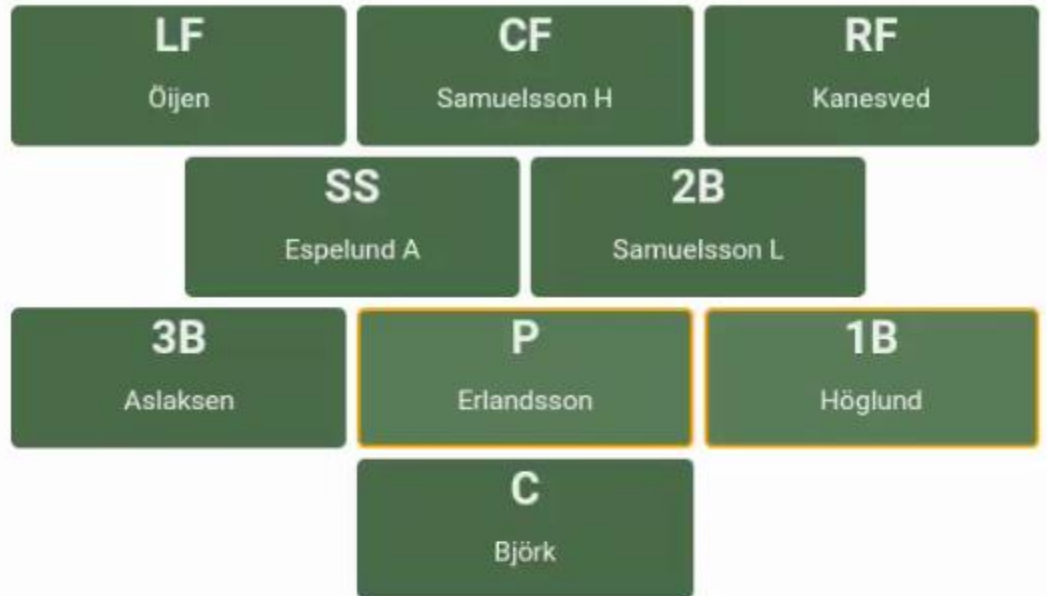 LF CF RF
Öijen Samuelsson H Kanesved
SS 2B
Espelund A Samuelsson L
3B P 1B
Aslaksen Erlandsson Höglund
C
Björk